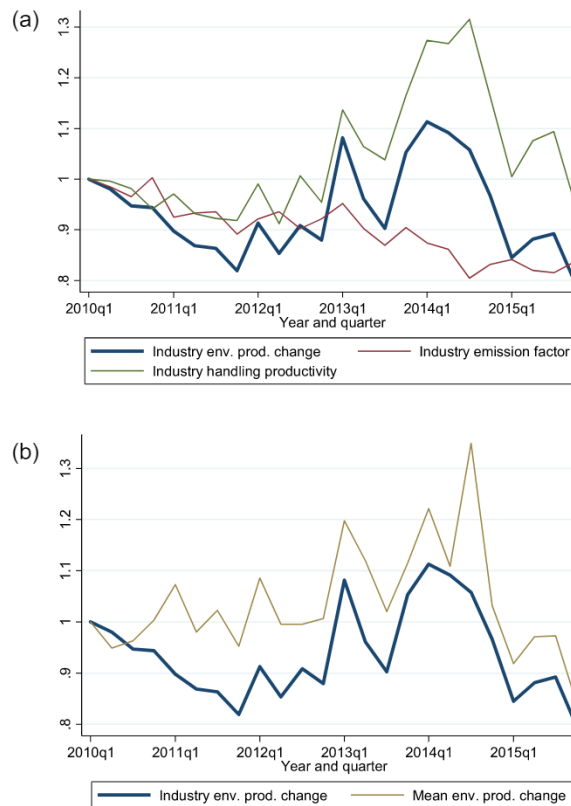 (a)
1.3
1.2
1.1
1
.9
.8
2010q1 2011q1 2012q1 2013q1 2014q1 2015q1
Year and quarter
Industry env. prod. change Industry emission factor
Industry handling productivity
(b)
1.3
1.2
1.1
1
.9
.8
2010q1 2011q1 2012q1 2013q1 2014q1 2015q1
Year and quarter
Industry env. prod. change Mean env. prod. change